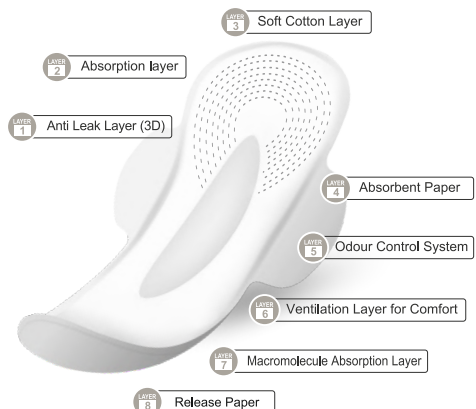 LAYER
3
Soft Cotton Layer
LAYER
2
Absorption layer
LAYER
1
Anti Leak Layer (3D)
LAYER
4
Absorbent Paper
LAYER
5
Odour Control System
LAYER
6
Ventilation Layer for Comfort
LAYER
7
Macromolecule Absorption Layer
LAYER
8
Release Paper